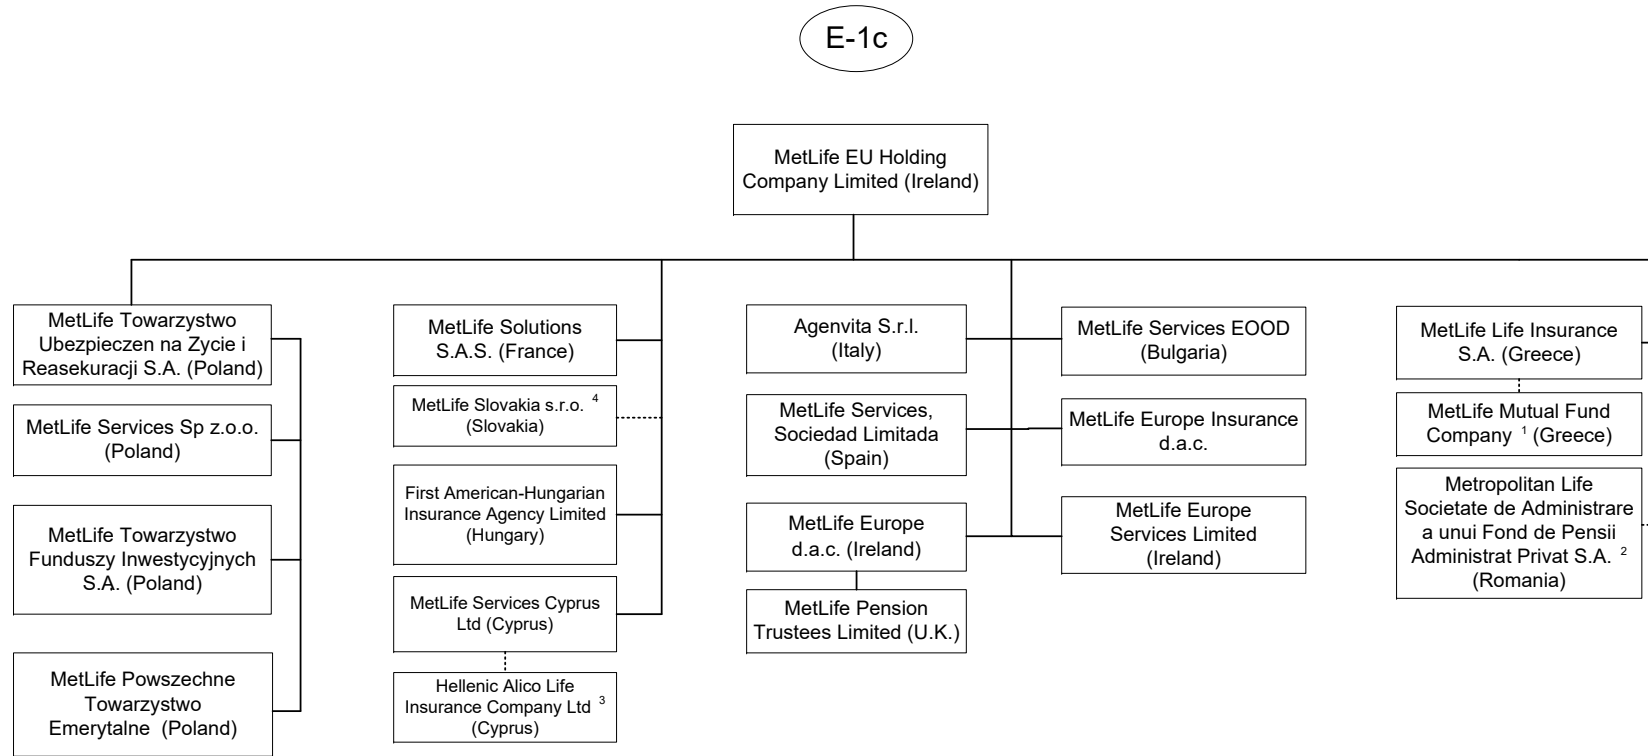 E-1c
MetLife EU Holding
Company Limited (Ireland)
MetLife Towarzystwo
Ubezpieczen na Zycie i
Reasekuracji S.A. (Poland)
MetLife Services Sp z.o.o.
(Poland)
MetLife Towarzystwo
Funduszy Inwestycyjnych
S.A. (Poland)
MetLife Powszechne
Towarzystwo
Emerytalne (Poland)
MetLife Solutions
S.A.S. (France)
MetLife Slovakia s.r.o. 4
(Slovakia)
First American-Hungarian
Insurance Agency Limited
(Hungary)
MetLife Services Cyprus
Ltd (Cyprus)
Hellenic Alico Life
Insurance Company Ltd 3
(Cyprus)
Agenvita S.r.l.
(Italy)
MetLife Services,
Sociedad Limitada
(Spain)
MetLife Europe
d.a.c. (Ireland)
MetLife Pension
Trustees Limited (U.K.)
MetLife Services EOOD
(Bulgaria)
MetLife Europe Insurance
d.a.c.
MetLife Europe
Services Limited
(Ireland)
MetLife Life Insurance
S.A. (Greece)
MetLife Mutual Fund
Company 1 (Greece)
Metropolitan Life
Societate de Administrare
a unui Fond de Pensii
Administrat Privat S.A. 2
(Romania)